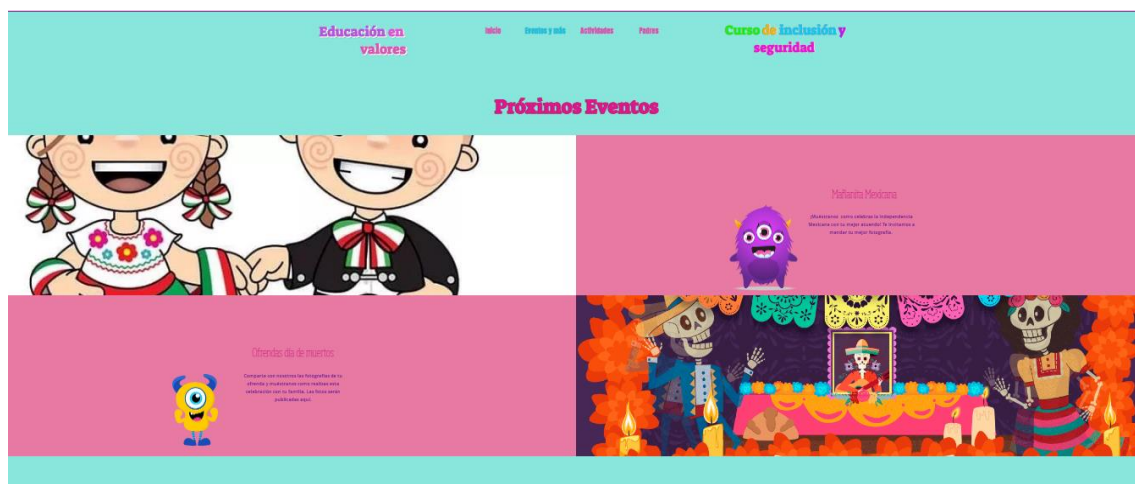 Educación en
valores
Inicio
Eventos y más
Actividades
Padres
Curso de inclusión y
seguridad
Próximos Eventos
Mañanita Mexicana
¡Muéstranos como celebras la Independencia
Mexicana con tu mejor atuendo! Te invitamos a
mandar tu mejor fotografía.
Ofrendas día de muertos
Comparte con nosotros las fotografías de tu
ofrenda y muéstranos como realizas esta
celebración con tu familia. Las fotos serán
publicadas aquí.